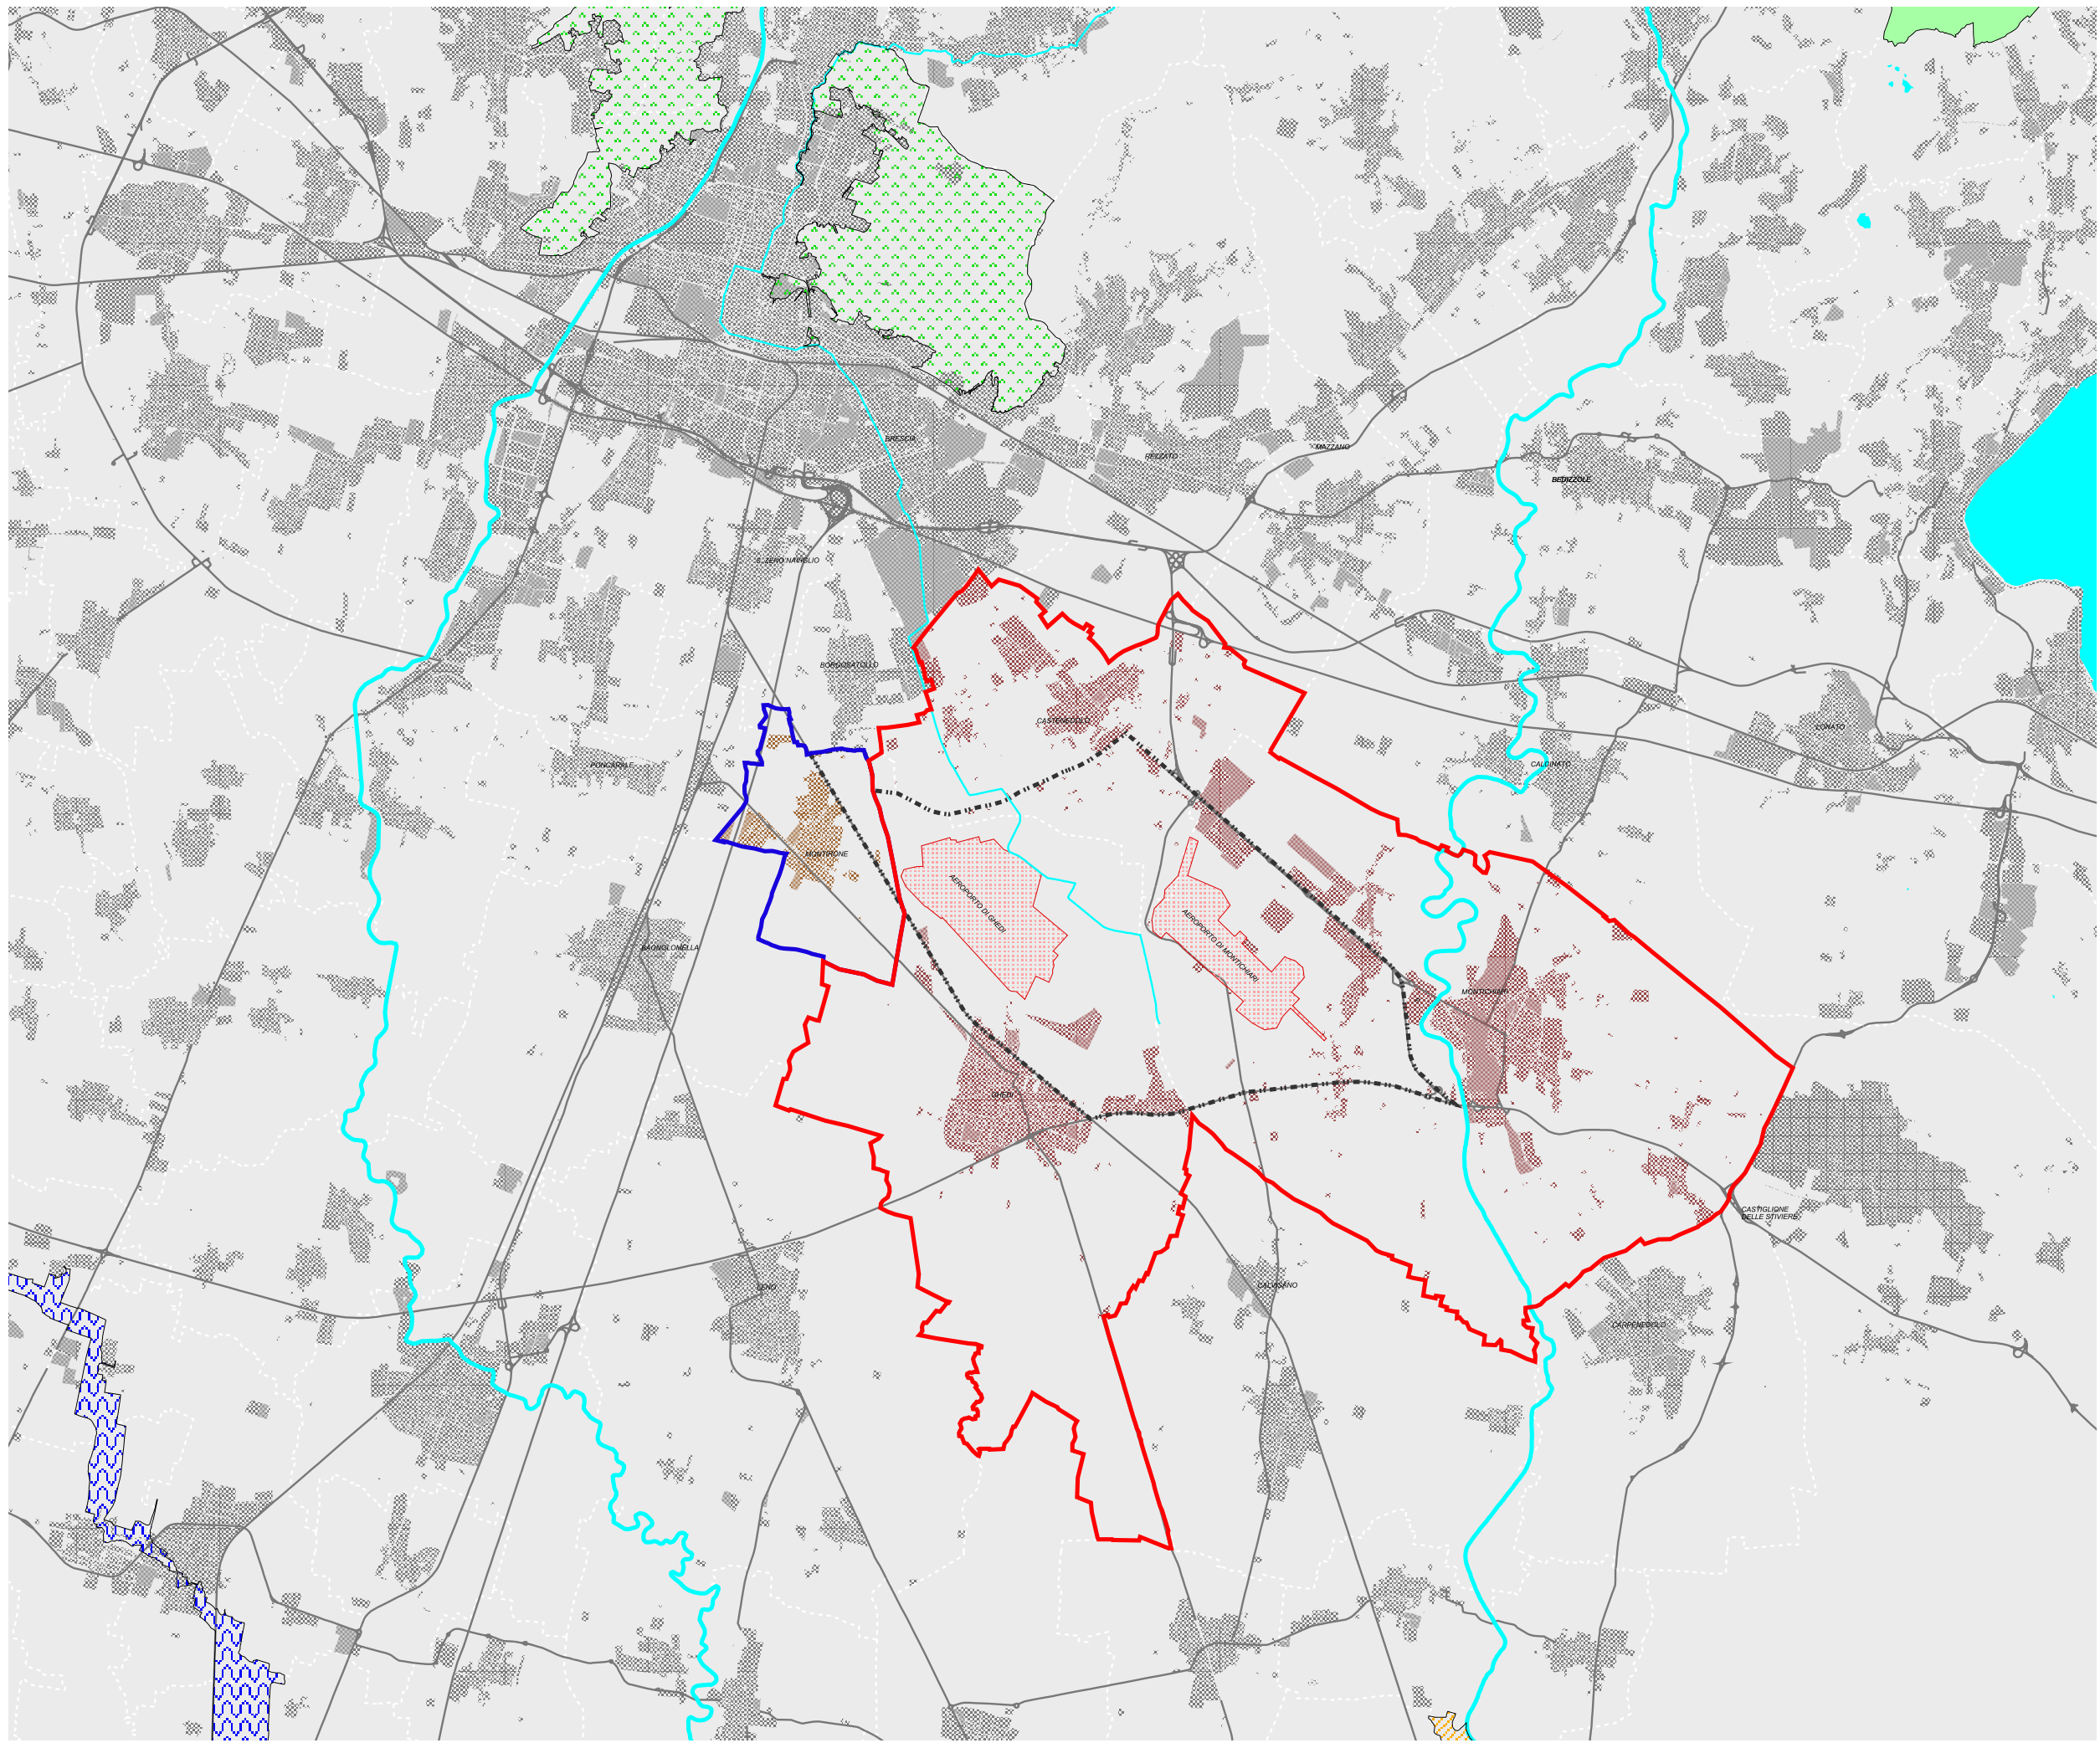 BRESCIA
MAZZANO
REZZATO
BEDIZZOLE
S. ZENO NAVIGLIO
BORGOSATOLLO
CASTENEDOLO
LONATO
PONCARALE
CALCINATO
MONTIRONE
AEROPORTO DI GHEDI
AEROPORTO DI MONTICHIARI
BAGNOLO MELLA
MONTICHIARI
GHEDI
CASTIGLIONE
DELLE STIVIERE
LENO
CALVISANO
CARPENEDOLO